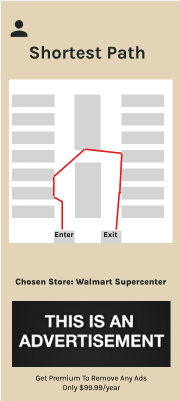 Shortest Path
Enter
Exit
Chosen Store: Walmart Supercenter
THIS IS AN
ADVERTISEMENT
Get Premium To Remove Any Ads
Only $99.99/year